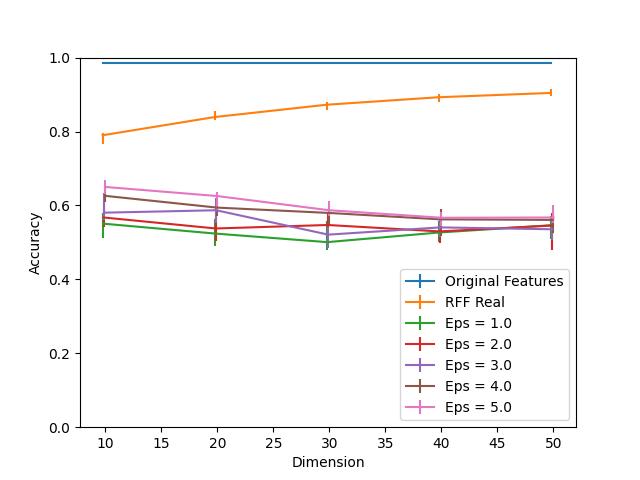 1.0
0.8
0.6
0.4
0.2
0.0
Accuracy
Original Features
RFF Real
Eps = 1.0
Eps = 2.0
Eps = 3.0
Eps = 4.0
Eps = 5.0
10 15 20 25 30 35 40 45 50
Dimension